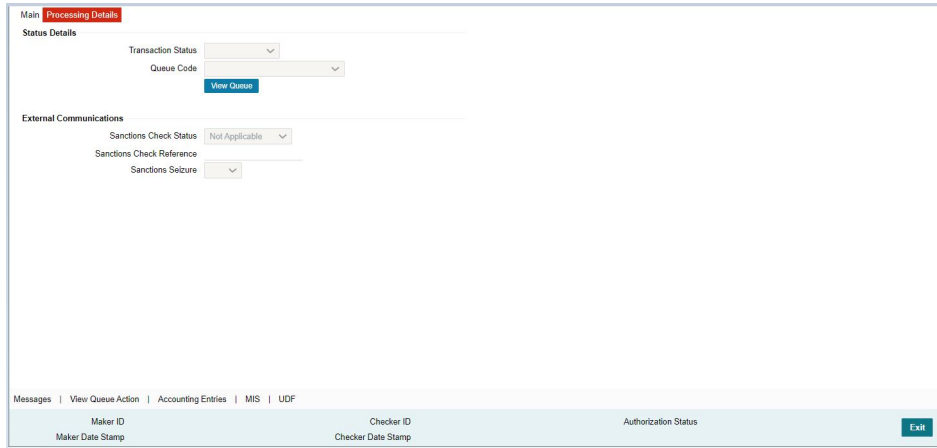 Main Processing Details
Status Details
Transaction Status
Queue Code
View Queue
External Communications
Sanctions Check Status Not Applicable
Sanctions Check Reference
Sanctions Seizure
Messages | View Queue Action | Accounting Entries | MIS | UDF
Maker ID Checker ID Authorization Status
Maker Date Stamp Checker Date Stamp
Exit